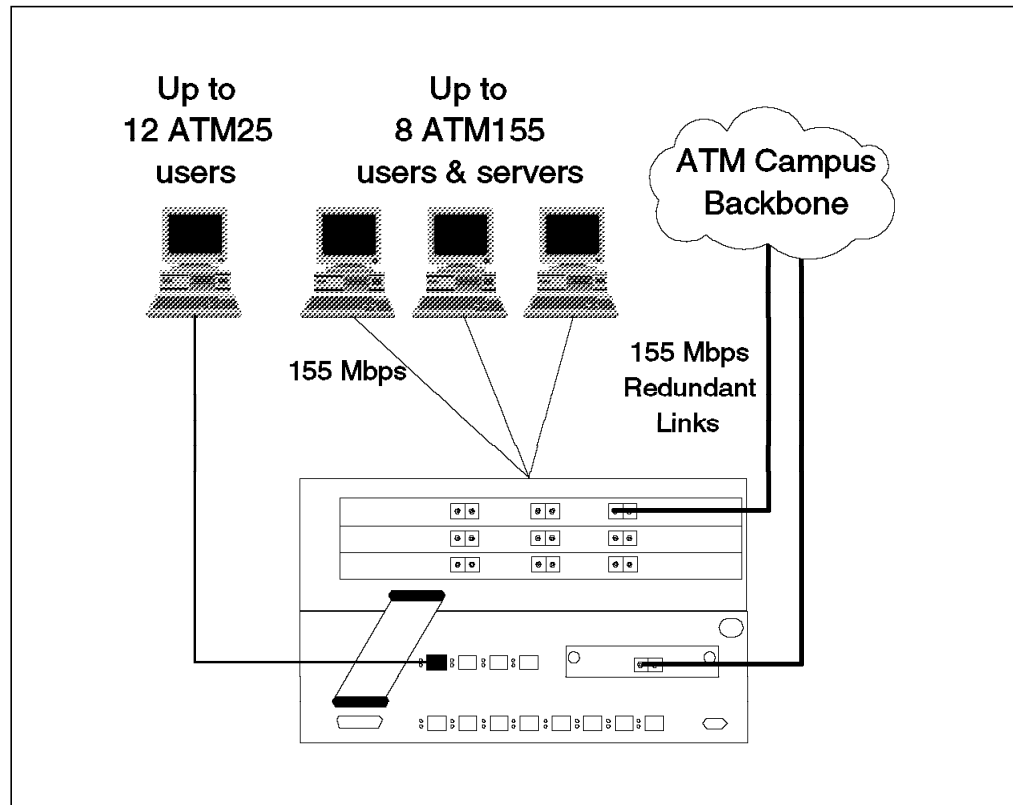 Up to
12 ATM25
users
Up to
8 ATM155
users & servers
ATM Campus
Backbone
155 Mbps
155 Mbps
Redundant
Links